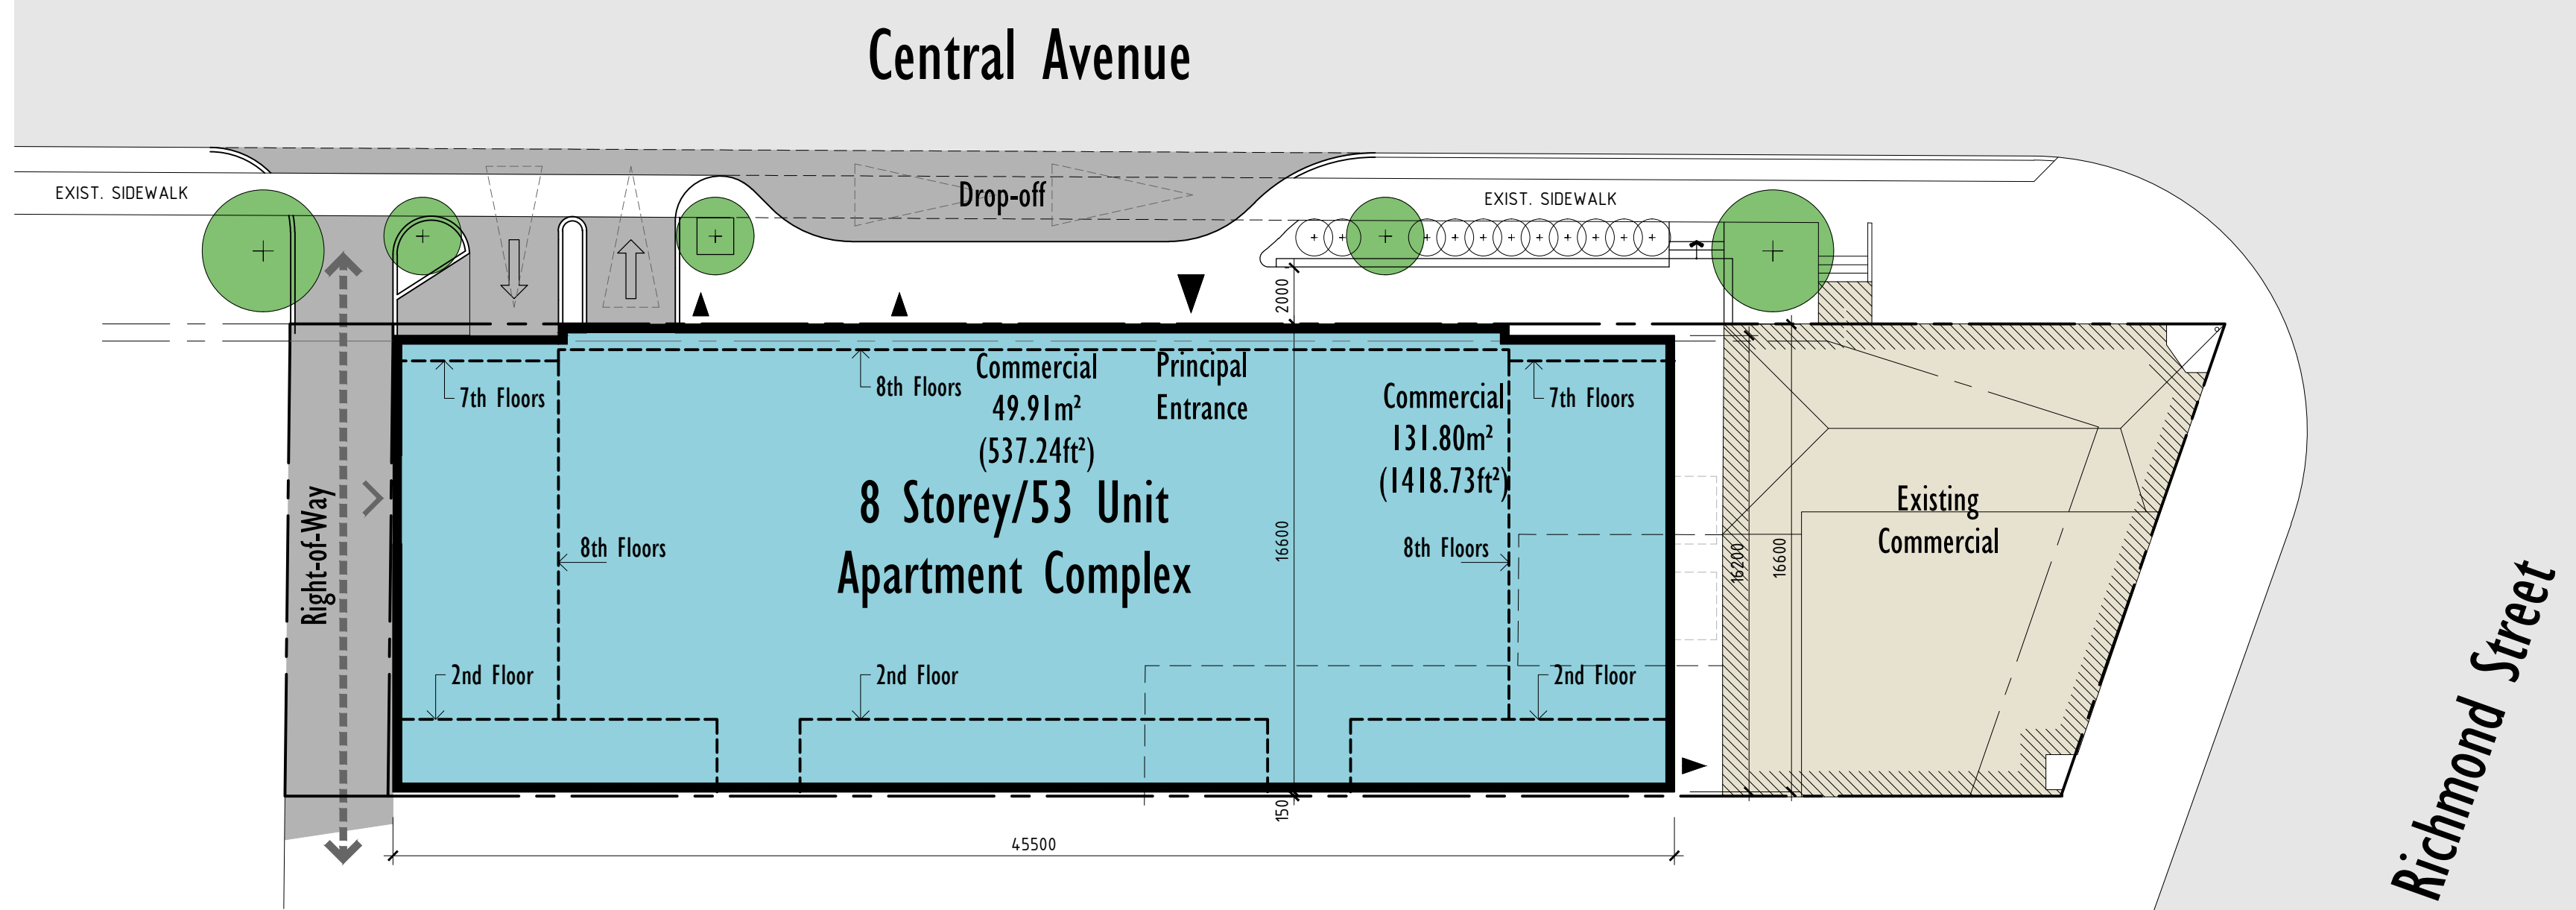 Central Avenue
EXIST. SIDEWALK
Drop-off
EXIST. SIDEWALK
2000
7th Floors
8th Floors
Commercial
49.91m²
(537.24ft²)
Principal
Entrance
Commercial
131.80m²
(1418.73ft²)
7th Floors
8 Storey/53 Unit
Apartment Complex
Right-of-Way
8th Floors
8th Floors
16600
16200
16600
Existing
Commercial
2nd Floor
2nd Floor
2nd Floor
150
45500
Richmond Street